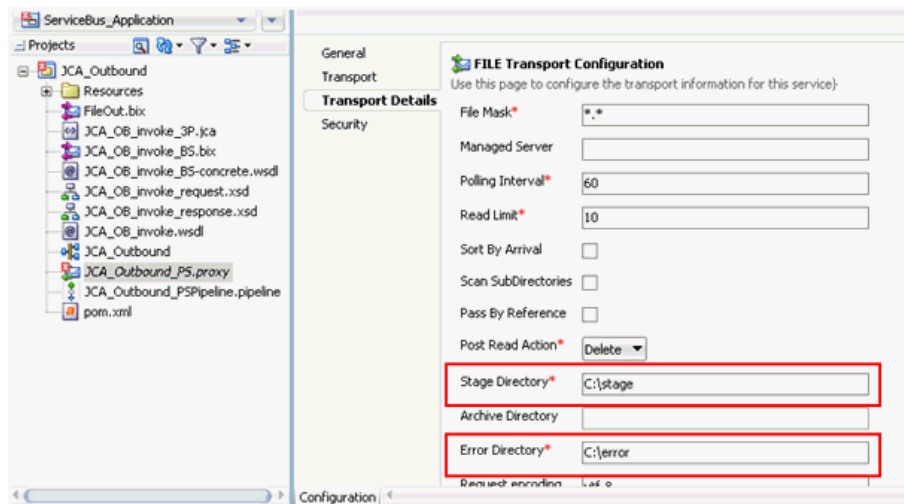 ServiceBus_Application
Projects
JCA_Outbound
Resources
FileOut.bix
JCA_OB_invoke_3P.jca
JCA_OB_invoke_BS.bix
JCA_OB_invoke_BS-concrete.wsdl
JCA_OB_invoke_request.xsd
JCA_OB_invoke_response.xsd
JCA_OB_invoke.wsdl
JCA_Outbound
JCA_Outbound_PS.proxy
JCA_Outbound_PSPipeline.pipeline
pom.xml
General
Transport
Transport Details
Security
FILE Transport Configuration
Use this page to configure the transport information for this service}
File Mask* *.*
Managed Server
Polling Interval* 60
Read Limit* 10
Sort By Arrival
Scan SubDirectories
Pass By Reference
Post Read Action* Delete
Stage Directory* C:\stage
Archive Directory
Error Directory* C:\error
Request encoding
Configuration